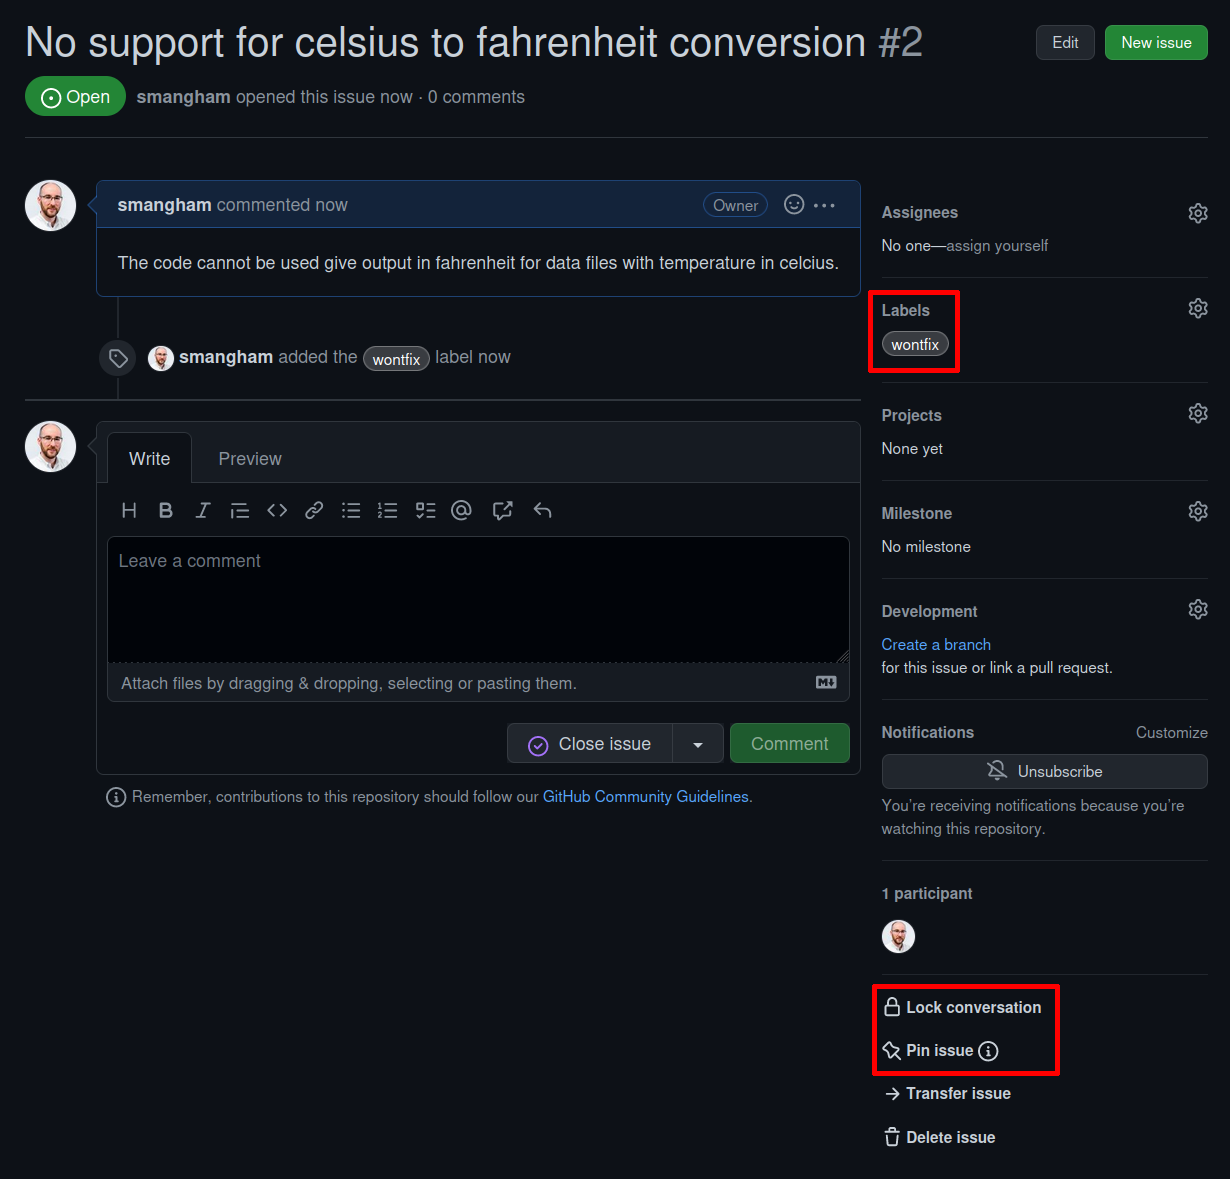 No support for celsius to fahrenheit conversion #2
Edit
New issue
Open
smangham opened this issue now · 0 comments
smangham commented now
Owner
The code cannot be used give output in fahrenheit for data files with temperature in celcius.
smangham added the wontfix label now
Write
Preview
Leave a comment
Attach files by dragging & dropping, selecting or pasting them.
Close issue
Comment
Remember, contributions to this repository should follow our GitHub Community Guidelines.
Assignees
No one—assign yourself
Labels
wontfix
Projects
None yet
Milestone
No milestone
Development
Create a branch
for this issue or link a pull request.
Notifications
Customize
Unsubscribe
You're receiving notifications because you're
watching this repository.
1 participant
Lock conversation
Pin issue
Transfer issue
Delete issue